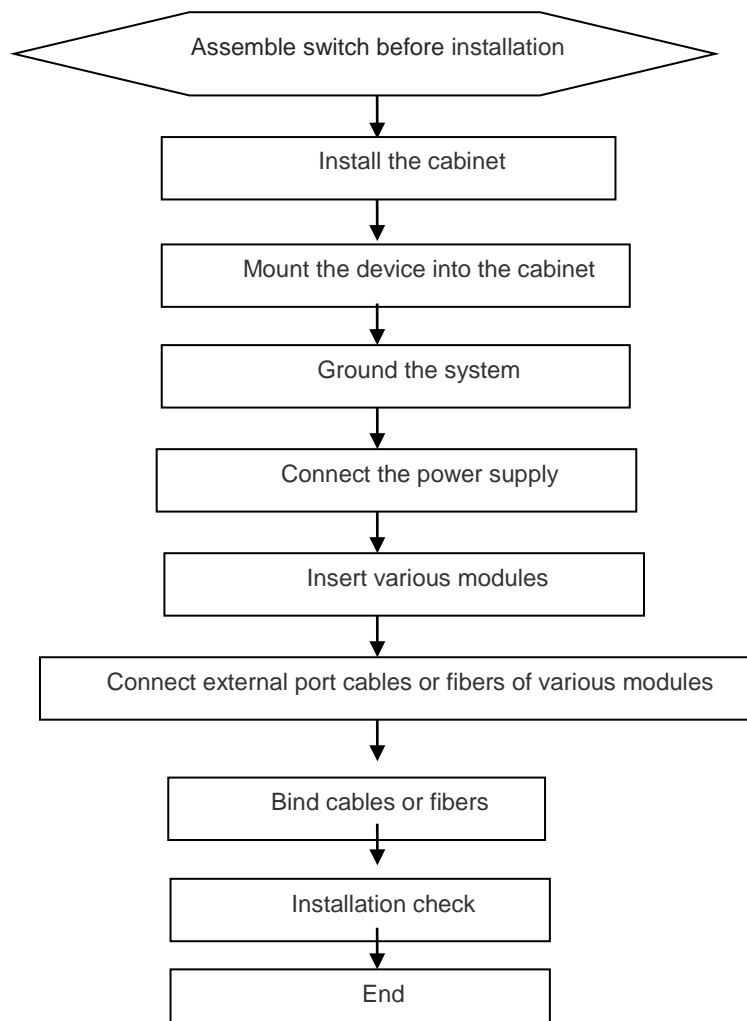 Assemble switch before installation
Install the cabinet
Mount the device into the cabinet
Ground the system
Connect the power supply
Insert various modules
Connect external port cables or fibers of various modules
Bind cables or fibers
Installation check
End